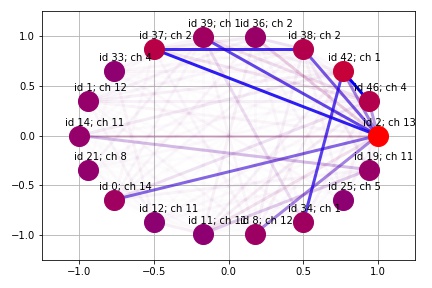 id 39; ch 1 id 36; ch 2
id 37; ch 2 id 38; ch 2
id 33; ch 4 id 42; ch 1
id 1; ch 12 id 46; ch 4
id 14; ch 11 id 2; ch 13
id 21; ch 8 id 19; ch 11
id 0; ch 14 id 25; ch 5
id 12; ch 11 id 34; ch 1
id 11; ch id 8; ch 12
1.0
0.5
0.0
−0.5
−1.0
−1.0 −0.5 0.0 0.5 1.0